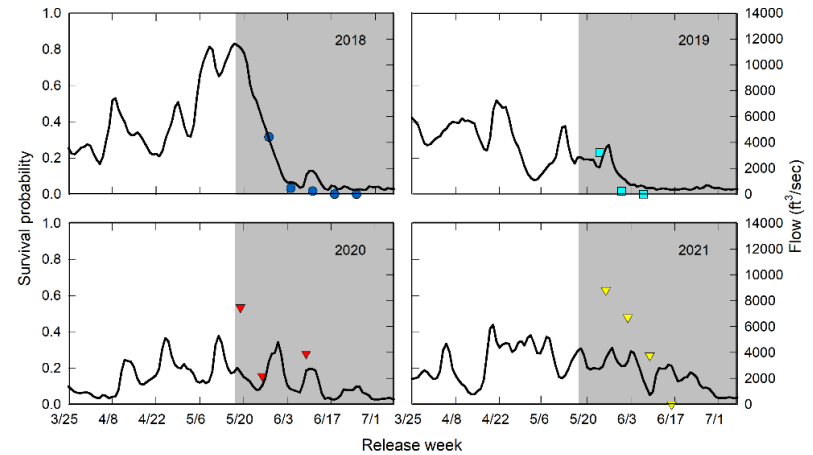 1.0 2018 2019 14000
0.8 12000
10000
0.6 8000
0.4 6000
4000
0.2 2000
0.0 0
1.0 2020 2021 14000
0.8 12000
10000
0.6 8000
0.4 6000
4000
0.2 2000
0.0 0
3/25 4/8 4/22 5/6 5/20 6/3 6/17 7/1 3/25 4/8 4/22 5/6 5/20 6/3 6/17 7/1
Survival probability
Flow (ft³/sec)
Release week